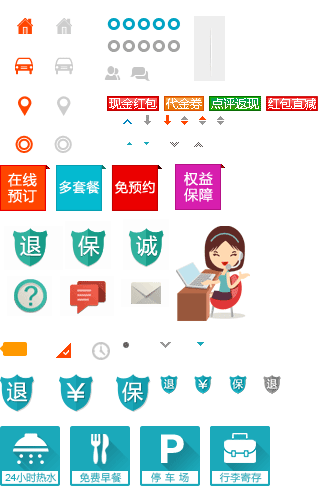 现金红包 代金券 点评返现 红包直减
在线
预订
多套餐
免预约
权益
保障
退 保 诚
?
退 ¥ 保 退 ¥ 保 退
P
24小时热水 免费早餐 停车场 行李寄存